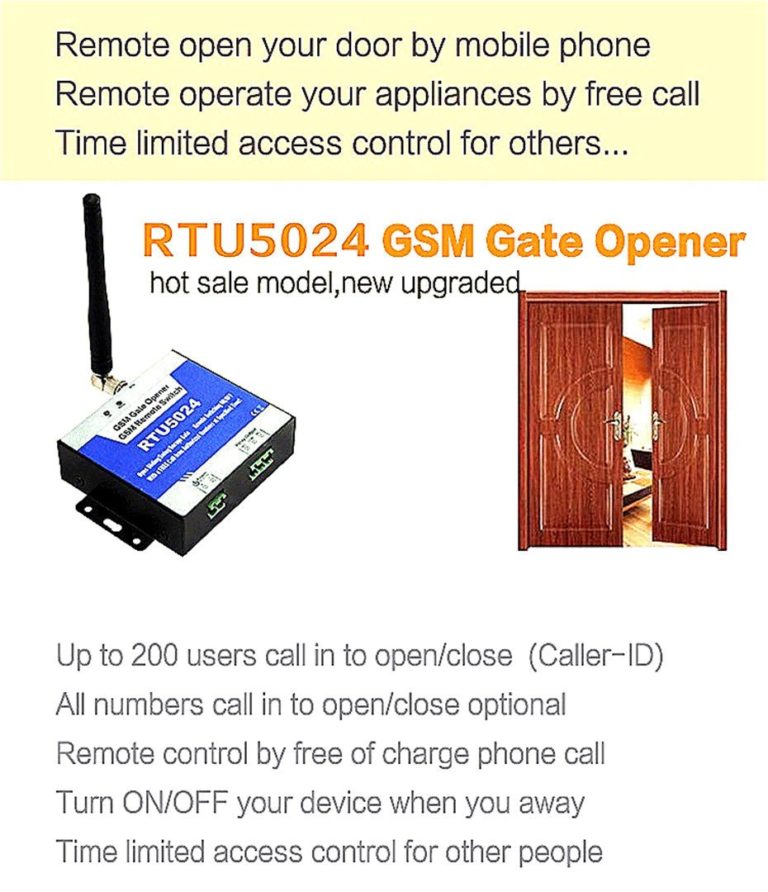 Remote open your door by mobile phone
Remote operate your appliances by free call
Time limited access control for others...
RTU5024 GSM Gate Opener
hot sale model,new upgraded
GSM Gate Opener
GSM Remote Switch
RTU5024
Up to 200 users call in to open/close (Caller-ID)
All numbers call in to open/close optional
Remote control by free of charge phone call
Turn ON/OFF your device when you away
Time limited access control for other people